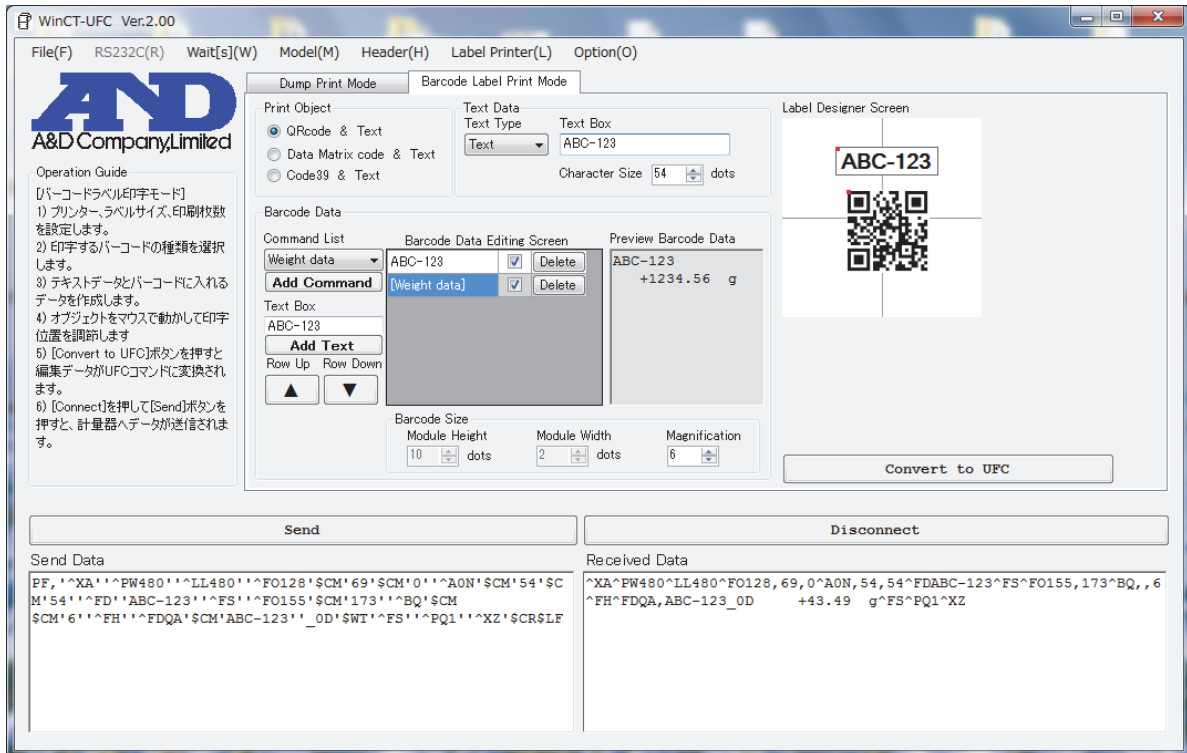 WinCT-UFC Ver.2.00
File(F) RS232C(R) Wait[s](W) Model(M) Header(H) Label Printer(L) Option(O)
AND
A&D Company,Limited
Operation Guide
[バーコードラベル印字モード]
1) プリンター、ラベルサイズ、印刷枚数
を設定します。
2) 印字するバーコードの種類を選択
します。
3) テキストデータとバーコードに入れる
データを作成します。
4) オブジェクトをマウスで動かして印字
位置を調節します
5) [Convert to UFC]ボタンを押すと
編集データがUFCコマンドに変換され
ます。
6) [Connect]を押して[Send]ボタンを
押すと、計量器へデータが送信されま
す。
Dump Print Mode Barcode Label Print Mode
Print Object
QRcode & Text
Data Matrix code & Text
Code39 & Text
Text Data
Text Type Text Box
Text ABC-123
Character Size 54 dots
Barcode Data
Command List
Weight data
Add Command
Text Box
ABC-123
Add Text
Row Up Row Down
▲ ▼
Barcode Data Editing Screen
ABC-123 Delete
[Weight data] Delete
Preview Barcode Data
ABC-123
+1234.56 g
Barcode Size
Module Height Module Width Magnification
10 dots 2 dots 6
Label Designer Screen
ABC-123
Convert to UFC
Send
Disconnect
Send Data
PF,'^XA''^PW480''^LL480''^FO128'$CM'69'$CM'0''^A0N'$CM'54'$C
M'54''^FD''ABC-123''^FS''^FO155'$CM'173''^BQ'$CM
$CM'6''^FH''^FDQA'$CM'ABC-123''_0D'$WT'^FS''^PQ1''^XZ'$CR$LF
Received Data
^XA^PW480^LL480^FO128,69,0^A0N,54,54^FDABC-123^FS^FO155,173^BQ,,6
^FH^FDQA,ABC-123_0D +43.49 g^FS^PQ1^XZ